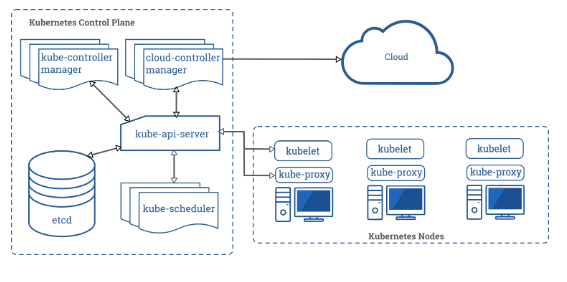 Kubernetes Control Plane
kube-controller
manager
cloud-controller
manager
Cloud
kube-api-server
kubelet
kubelet
kubelet
kube-proxy
kube-proxy
kube-proxy
etcd
kube-scheduler
Kubernetes Nodes